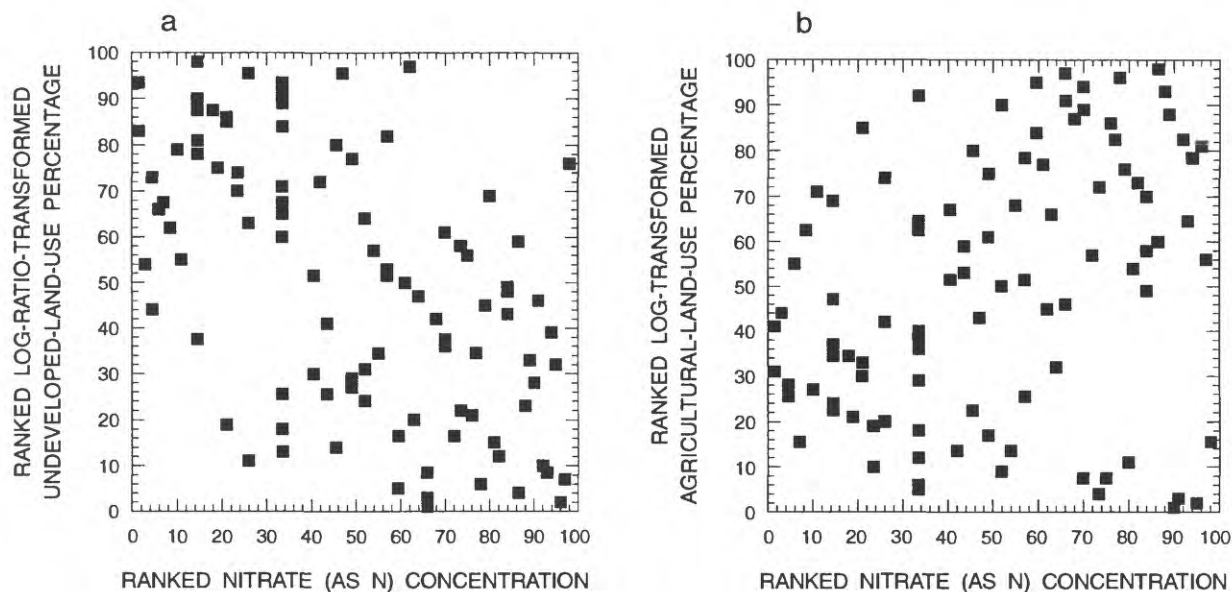 a
RANKED LOG-RATIO-TRANSFORMED
UNDEVELOPED-LAND-USE PERCENTAGE
100
90
80
70
60
50
40
30
20
10
0
0 10 20 30 40 50 60 70 80 90 100
RANKED NITRATE (AS N) CONCENTRATION
b
RANKED LOG-TRANSFORMED
AGRICULTURAL-LAND-USE PERCENTAGE
100
90
80
70
60
50
40
30
20
10
0
0 10 20 30 40 50 60 70 80 90 100
RANKED NITRATE (AS N) CONCENTRATION